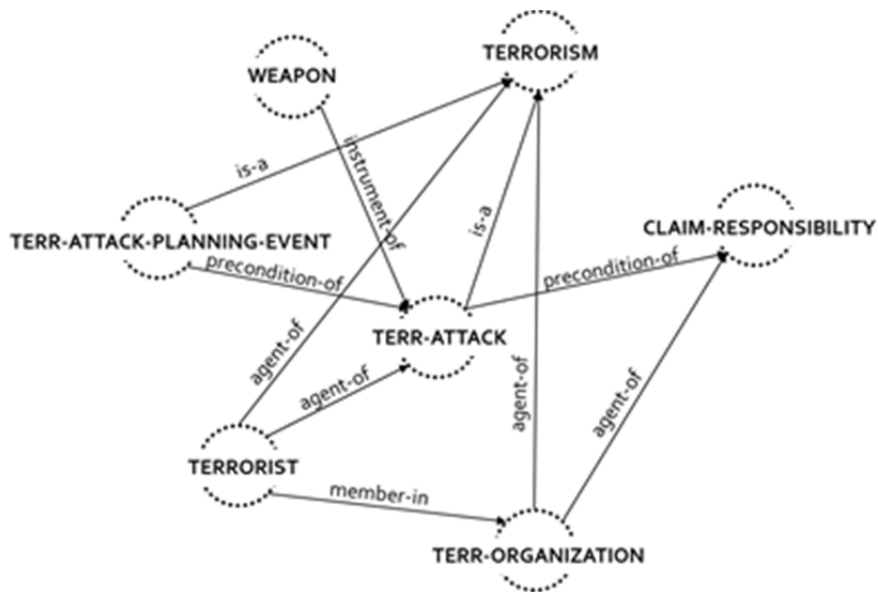 TERRORISM
WEAPON
is-a
instrument-of
is-a
CLAIM-RESPONSIBILITY
TERR-ATTACK-PLANNING-EVENT
precondition-of
precondition-of
TERR-ATTACK
agent-of
agent-of
agent-of
agent-of
TERRORIST
member-in
TERR-ORGANIZATION